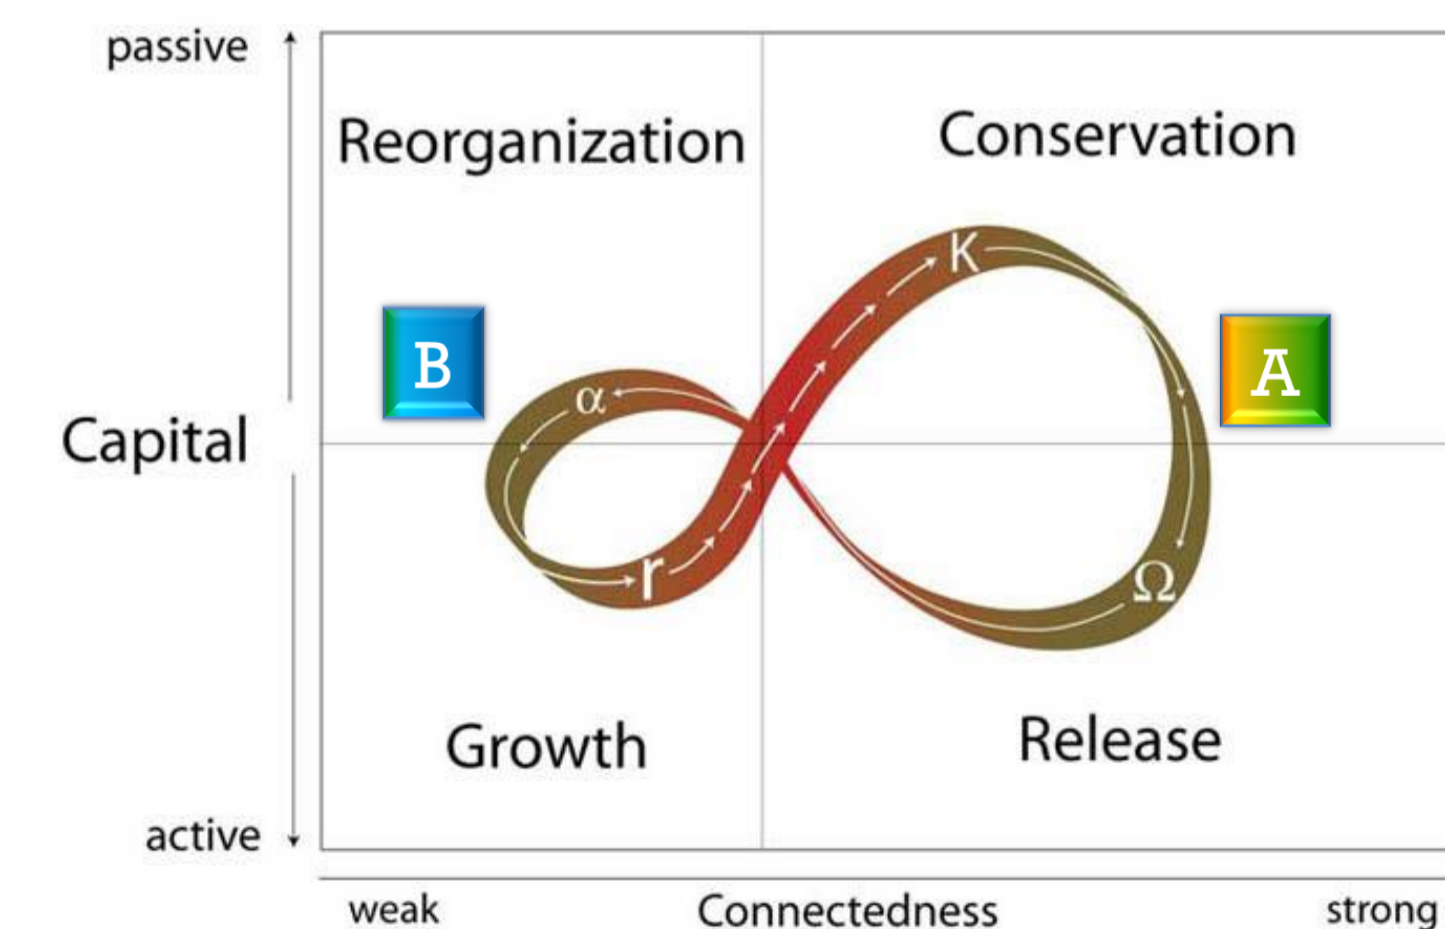 passive
Reorganization
Conservation
K
B
A
α
Capital
r
Ω
Growth
Release
active
weak
Connectedness
strong